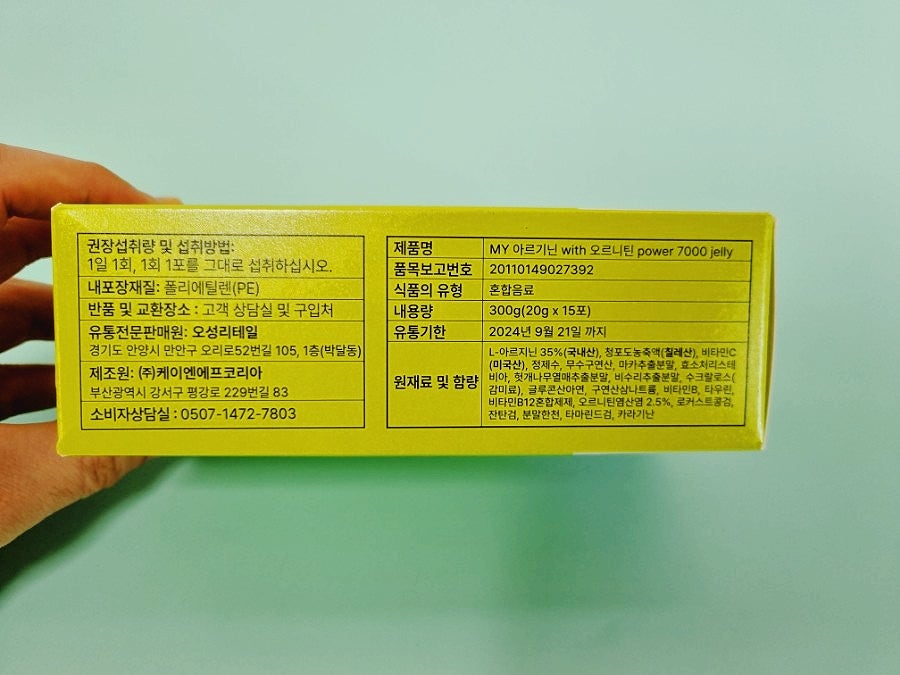 권장섭취량 및 섭취방법:
1일 1회, 1회 1포를 그대로 섭취하십시오.
내포장재질: 폴리에틸렌(PE)
반품 및 교환장소 : 고객 상담실 및 구입처
유통전문판매원: 오성리테일
경기도 안양시 만안구 오리로52번길 105, 1층(박달동)
제조원: ㈜케이엔에프코리아
부산광역시 강서구 평강로 229번길 83
소비자상담실 : 0507-1472-7803
제품명 MY 아르기닌 with 오르니틴 power 7000 jelly
품목보고번호 20110149027392
식품의 유형 혼합음료
내용량 300g(20g x 15포)
유통기한 2024년 9월 21일 까지
원재료 및 함량
L-아르지닌 35%(국내산), 청포도농축액(칠레산), 비타민C
(미국산), 정제수, 무수구연산, 마카추출분말, 효소처리스테
비아, 헛개나무열매추출분말, 비수리추출분말, 수크랄로스(
감미료), 글루콘산아연, 구연산삼나트륨, 비타민B, 타우린,
비타민B12혼합제제, 오르니틴염산염 2.5%, 로커스트콩검,
잔탄검, 분말한천, 타마린드검, 카라기난